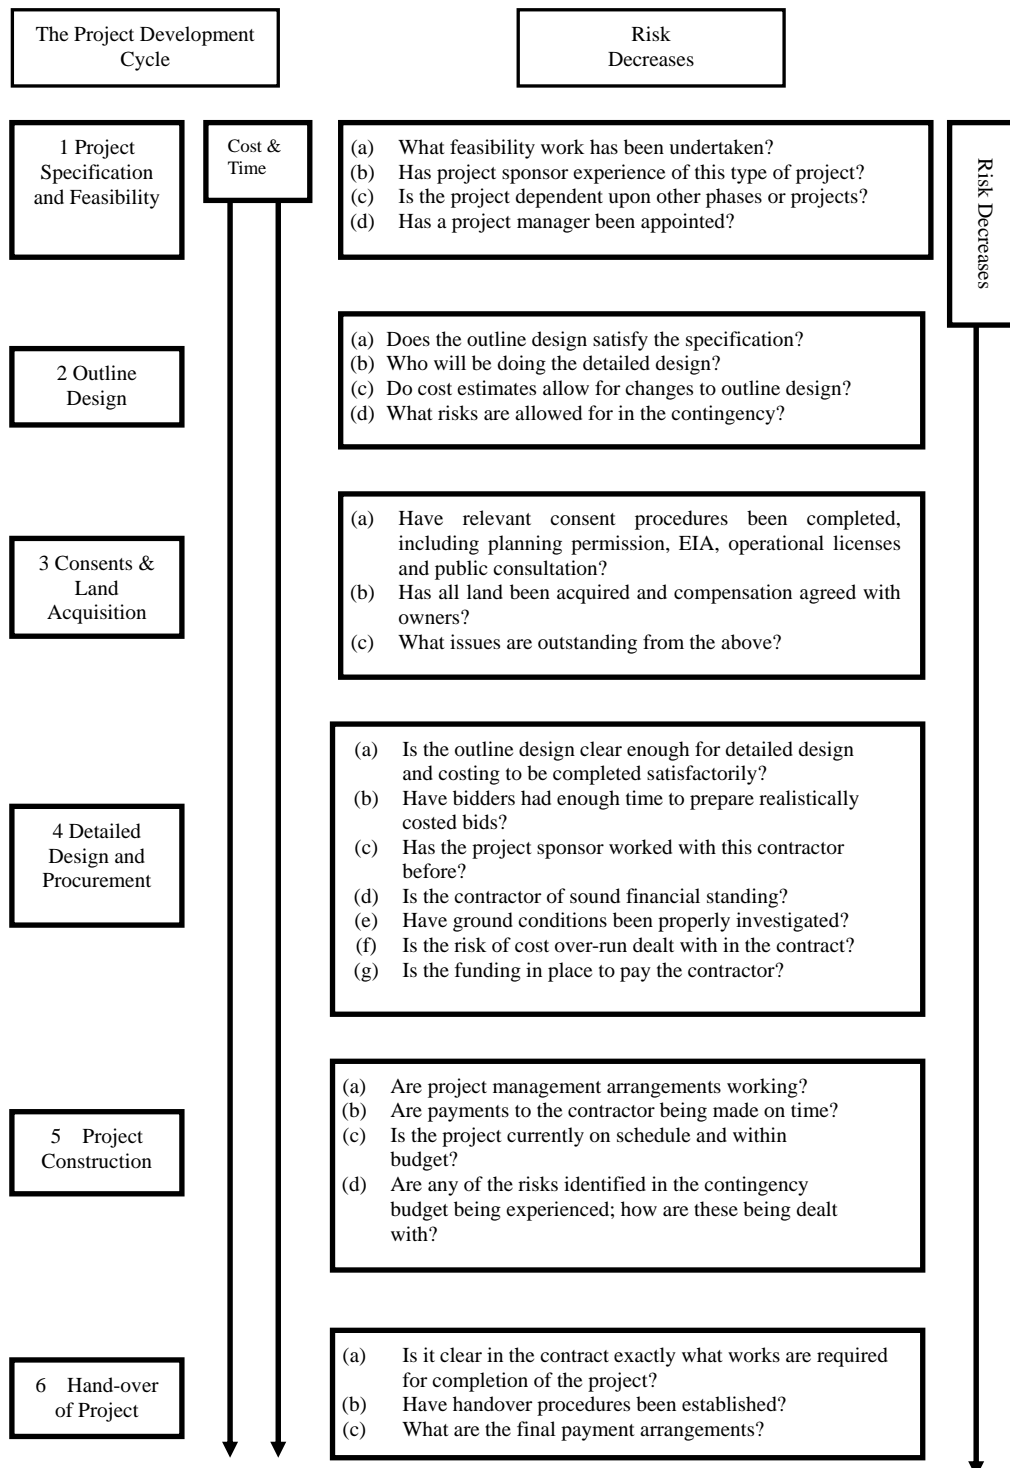 The Project Development
Cycle
Risk
Decreases
1 Project
Specification
and Feasibility
Cost &
Time
(a) What feasibility work has been undertaken?
(b) Has project sponsor experience of this type of project?
(c) Is the project dependent upon other phases or projects?
(d) Has a project manager been appointed?
Risk Decreases
2 Outline
Design
(a) Does the outline design satisfy the specification?
(b) Who will be doing the detailed design?
(c) Do cost estimates allow for changes to outline design?
(d) What risks are allowed for in the contingency?
3 Consents &
Land
Acquisition
(a) Have relevant consent procedures been completed,
including planning permission, EIA, operational licenses
and public consultation?
(b) Has all land been acquired and compensation agreed with
owners?
(c) What issues are outstanding from the above?
4 Detailed
Design and
Procurement
(a) Is the outline design clear enough for detailed design
and costing to be completed satisfactorily?
(b) Have bidders had enough time to prepare realistically
costed bids?
(c) Has the project sponsor worked with this contractor
before?
(d) Is the contractor of sound financial standing?
(e) Have ground conditions been properly investigated?
(f) Is the risk of cost over-run dealt with in the contract?
(g) Is the funding in place to pay the contractor?
5 Project
Construction
(a) Are project management arrangements working?
(b) Are payments to the contractor being made on time?
(c) Is the project currently on schedule and within
budget?
(d) Are any of the risks identified in the contingency
budget being experienced; how are these being dealt
with?
6 Hand-over
of Project
(a) Is it clear in the contract exactly what works are required
for completion of the project?
(b) Have handover procedures been established?
(c) What are the final payment arrangements?